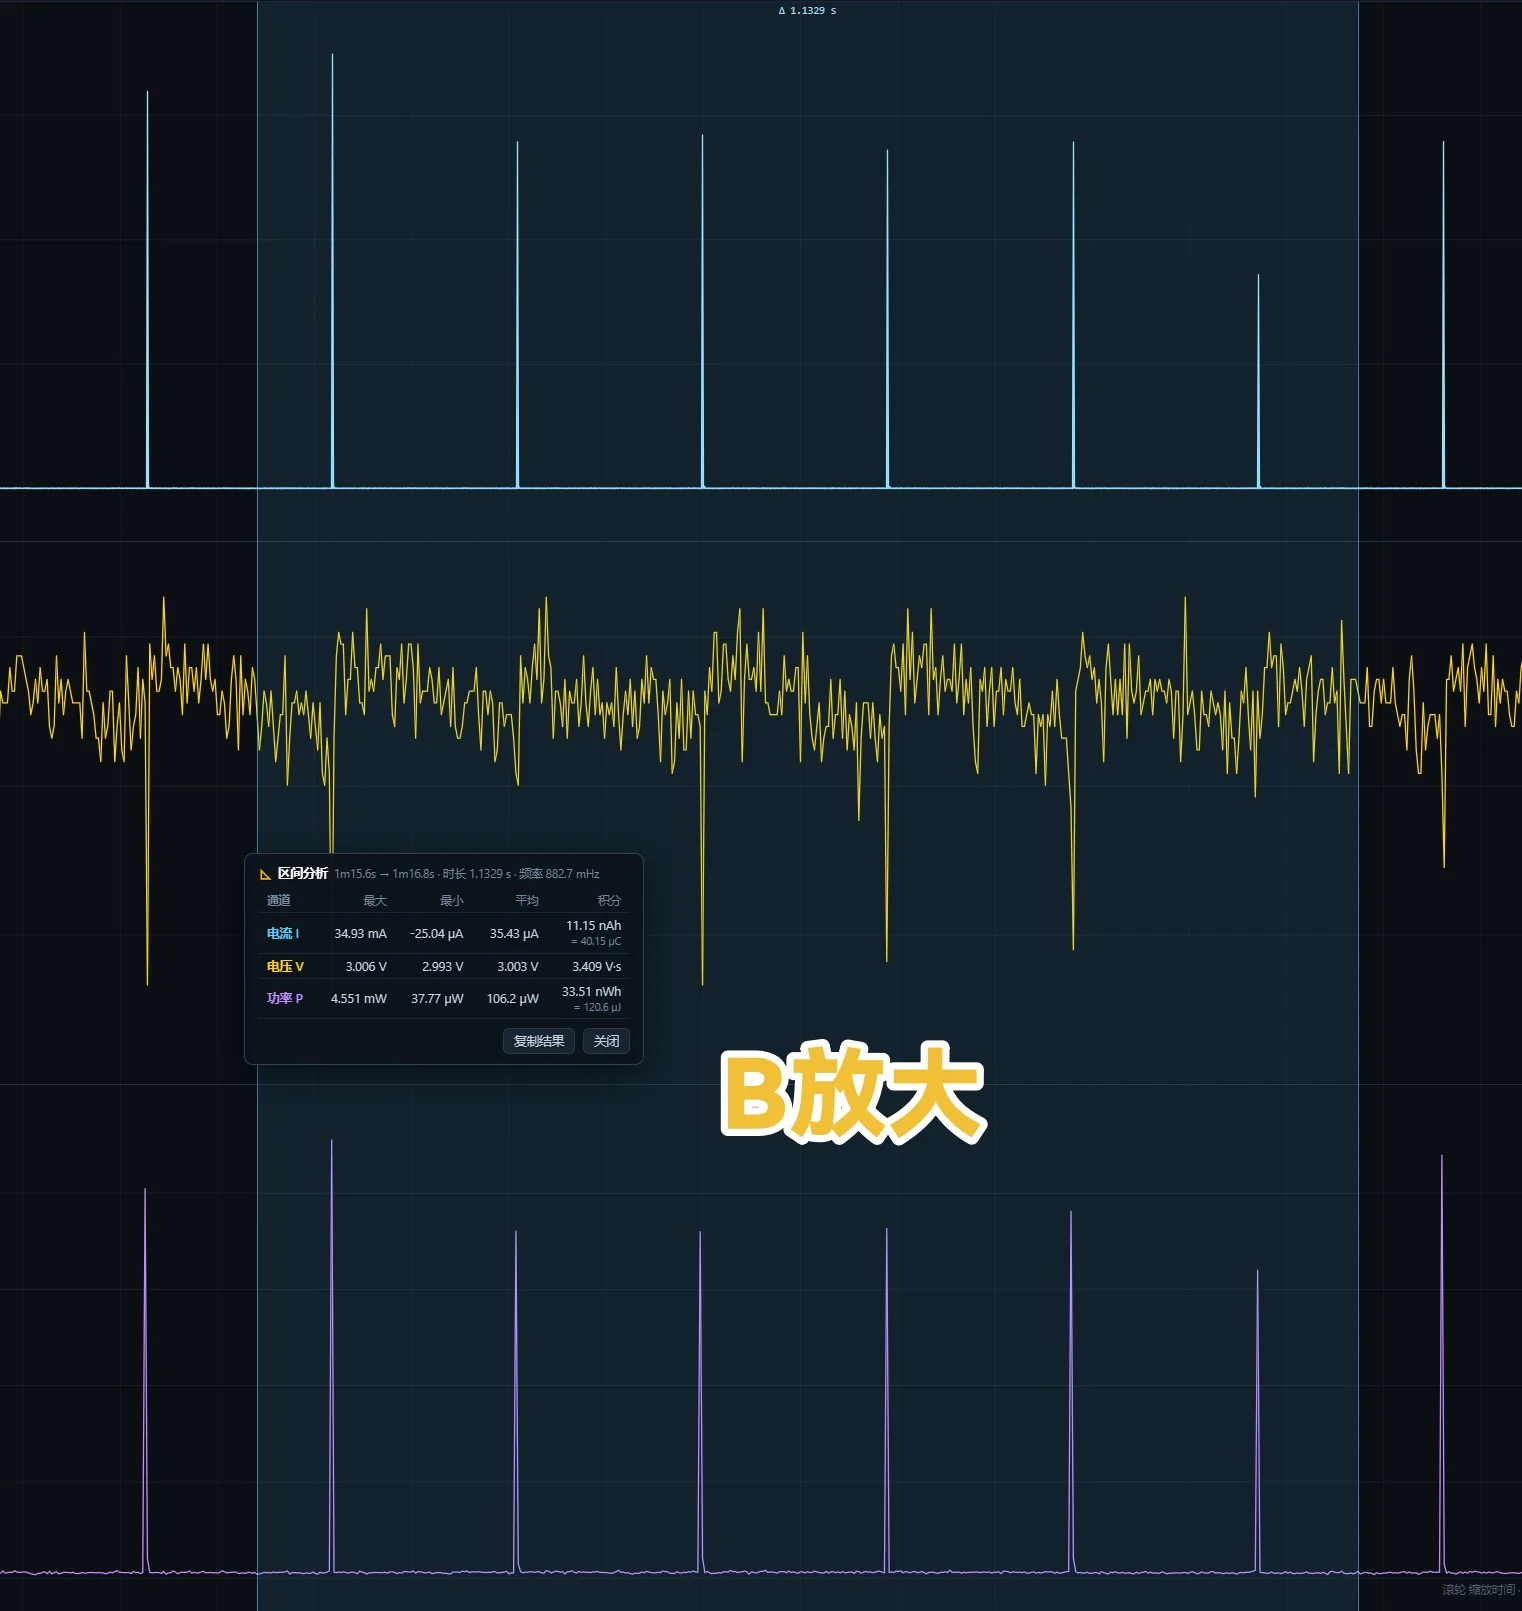 Δ 1.1329 s
区间分析 1m15.6s → 1m16.8s · 时长 1.1329 s · 频率 882.7 mHz
通道 最大 最小 平均 积分
电流 I 34.93 mA -25.04 μA 35.43 μA 11.15 nAh
= 40.15 μC
电压 V 3.006 V 2.993 V 3.003 V 3.409 V·s
功率 P 4.551 mW 37.77 μW 106.2 μW 33.51 nWh
= 120.6 μJ
复制结果 关闭
B放大
滚轮 缩放时间 ·